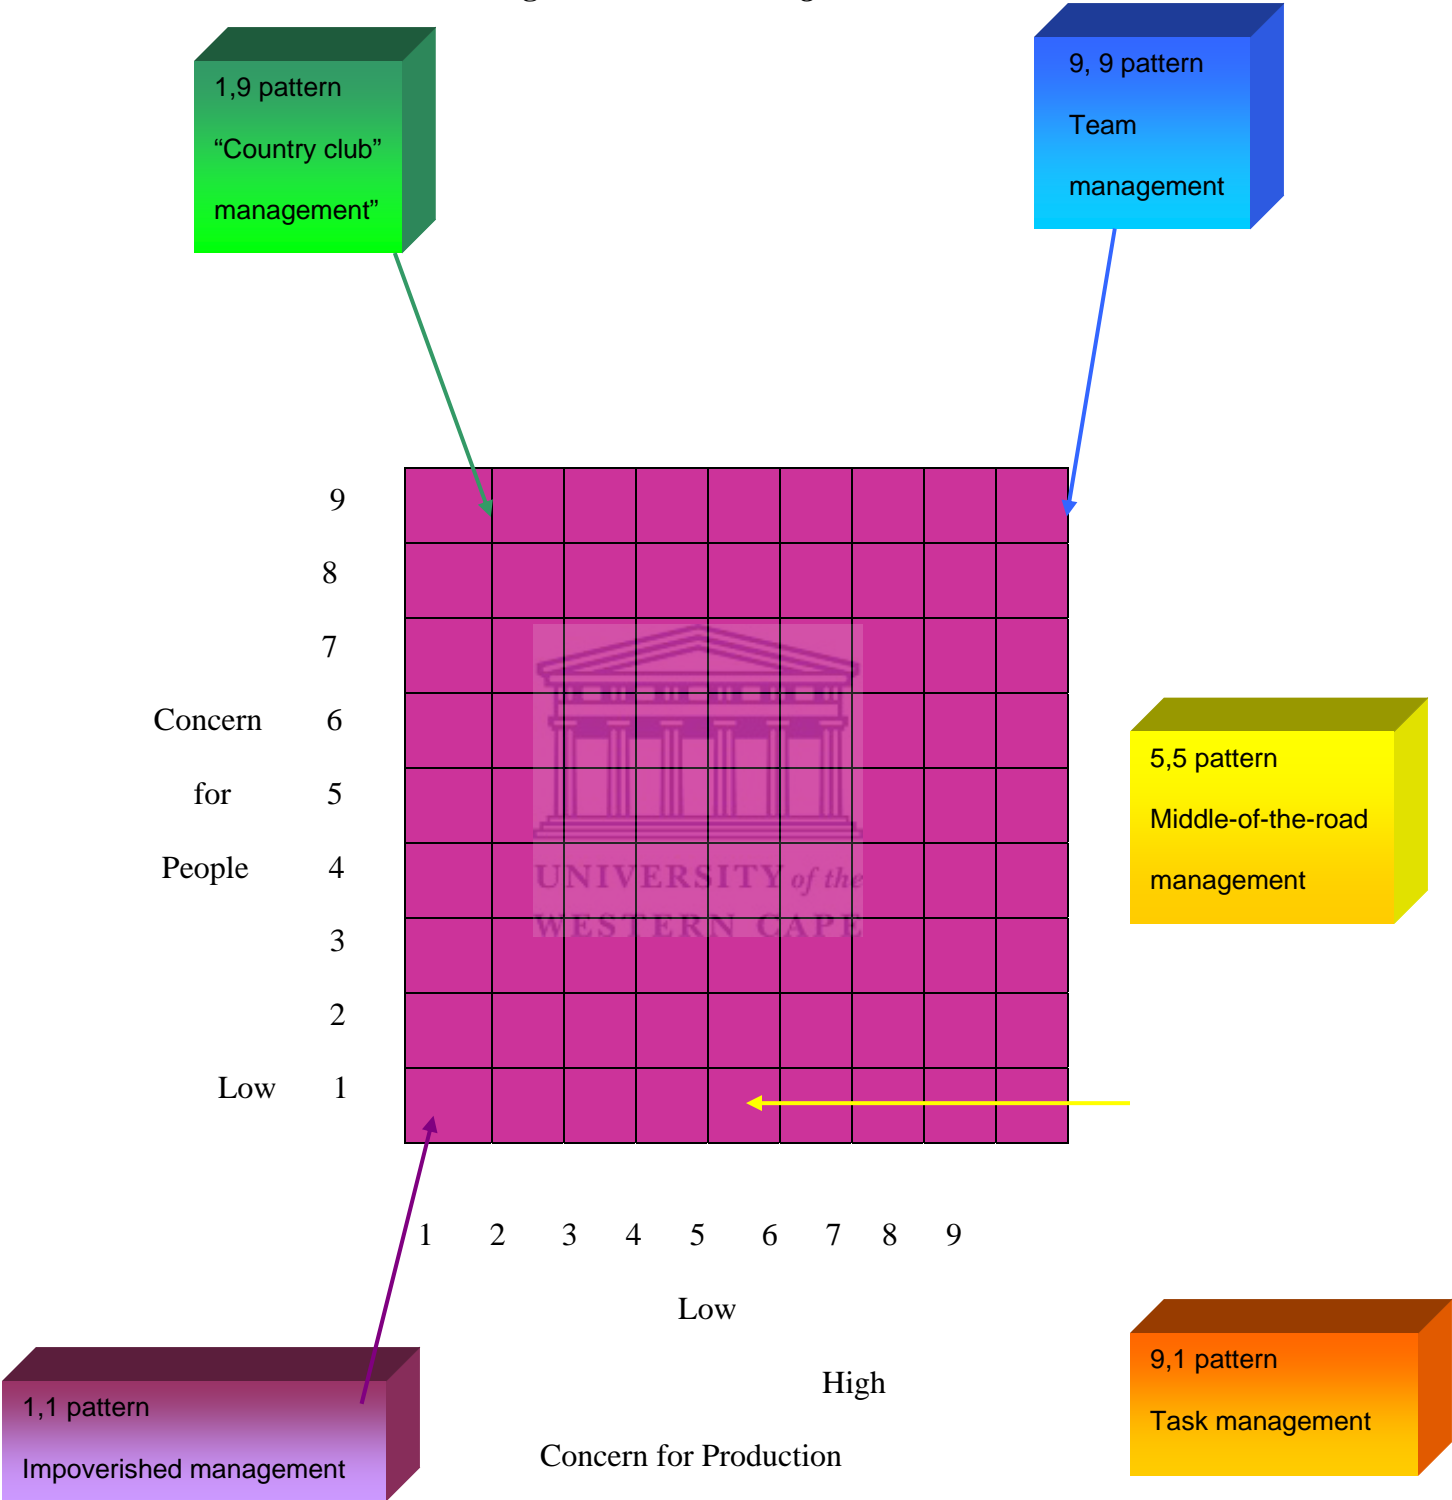 1,9 pattern
“Country club”
management”
9, 9 pattern
Team
management
9
8
7
Concern 6
for 5
People 4
3
2
Low 1
5,5 pattern
Middle-of-the-road
management
UNIVERSITY of the
WESTERN CAPE
1 2 3 4 5 6 7 8 9
Low
High
Concern for Production
1,1 pattern
Impoverished management
9,1 pattern
Task management